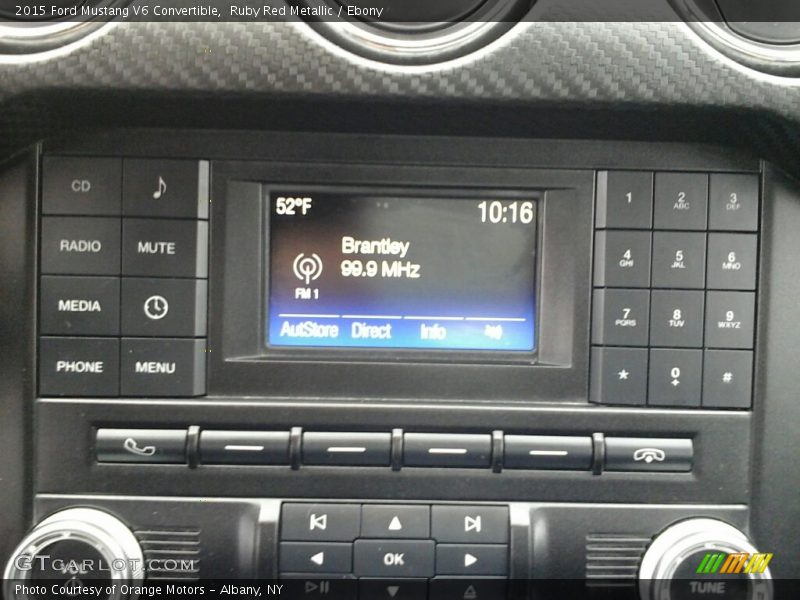 2015 Ford Mustang V6 Convertible, Ruby Red Metallic / Ebony
CD
RADIO MUTE
MEDIA
PHONE MENU
52°F 10:16
Brantley
99.9 MHz
FM 1
AutStore Direct Info
1 2 ABC 3 DEF
4 GHI 5 JKL 6 MNO
7 PQRS 8 TUV 9 WXYZ
* 0 + #
OK
VOL
TUNE
GTcarlot.com
Photo Courtesy of Orange Motors - Albany, NY